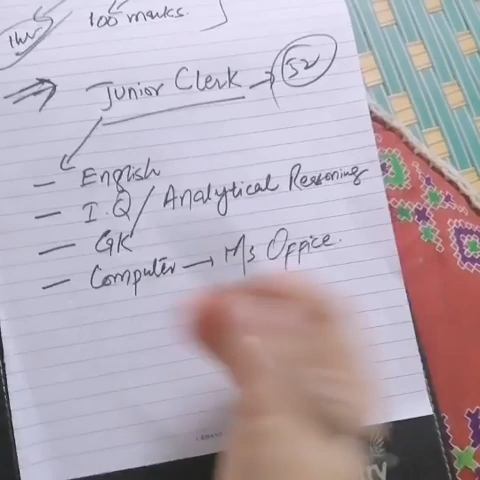 1hr 100 marks.
⇒ Junior Clerk → 52
- English
- I.Q / Analytical Reasoning
- GK
- Computer → Ms Office.